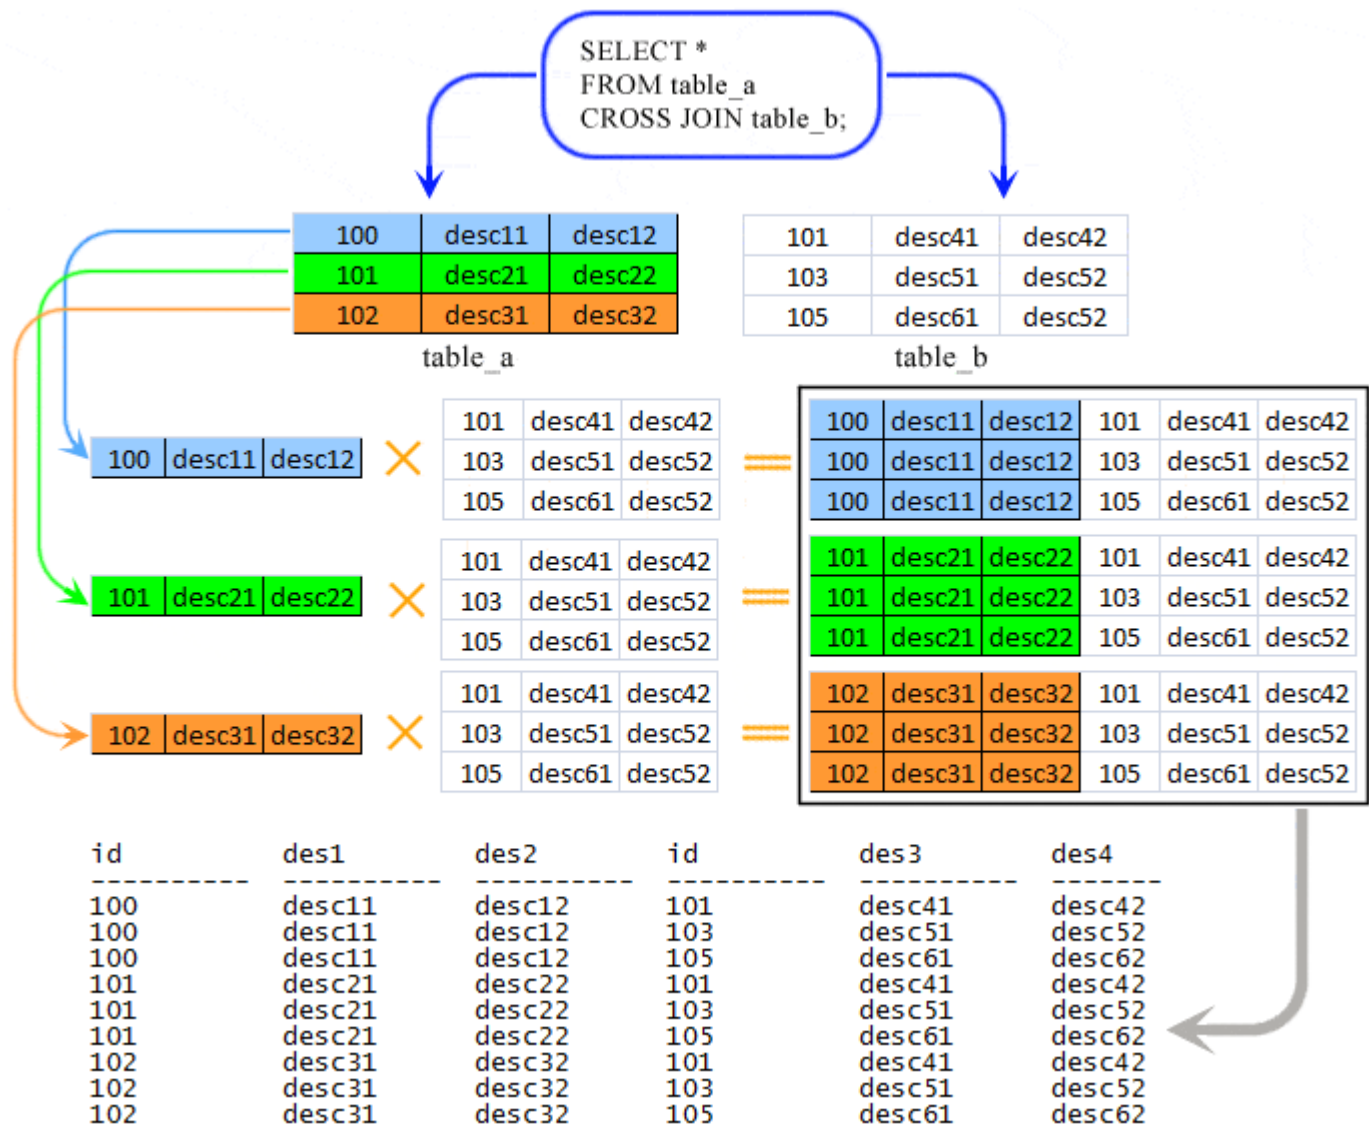 SELECT *
FROM table_a
CROSS JOIN table_b;
100 desc11 desc12
101 desc21 desc22
102 desc31 desc32
table_a
101 desc41 desc42
103 desc51 desc52
105 desc61 desc52
table_b
100 desc11 desc12
101 desc41 desc42
103 desc51 desc52
105 desc61 desc52
100 desc11 desc12 101 desc41 desc42
100 desc11 desc12 103 desc51 desc52
100 desc11 desc12 105 desc61 desc52
101 desc21 desc22
101 desc41 desc42
103 desc51 desc52
105 desc61 desc52
101 desc21 desc22 101 desc41 desc42
101 desc21 desc22 103 desc51 desc52
101 desc21 desc22 105 desc61 desc52
102 desc31 desc32
101 desc41 desc42
103 desc51 desc52
105 desc61 desc52
102 desc31 desc32 101 desc41 desc42
102 desc31 desc32 103 desc51 desc52
102 desc31 desc32 105 desc61 desc52
id des1 des2 id des3 des4
---------- ---------- ---------- ---------- ---------- -------
100 desc11 desc12 101 desc41 desc42
100 desc11 desc12 103 desc51 desc52
100 desc11 desc12 105 desc61 desc62
101 desc21 desc22 101 desc41 desc42
101 desc21 desc22 103 desc51 desc52
101 desc21 desc22 105 desc61 desc62
102 desc31 desc32 101 desc41 desc42
102 desc31 desc32 103 desc51 desc52
102 desc31 desc32 105 desc61 desc62